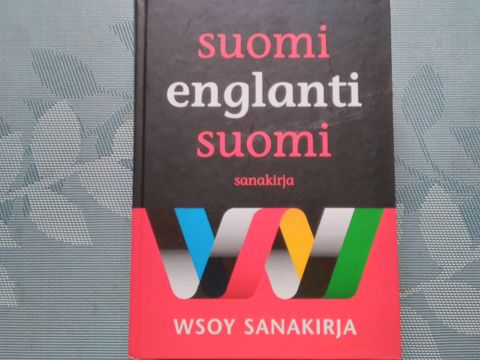 suomi
englanti
suomi
sanakirja
WSOY SANAKIRJA